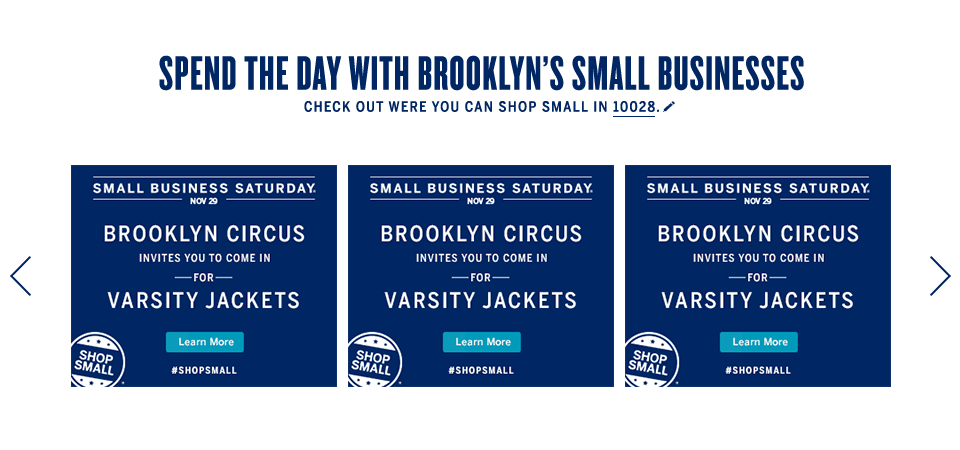 SPEND THE DAY WITH BROOKLYN'S SMALL BUSINESSES
CHECK OUT WERE YOU CAN SHOP SMALL IN 10028.
SMALL BUSINESS SATURDAY®
NOV 29
BROOKLYN CIRCUS
INVITES YOU TO COME IN
FOR
VARSITY JACKETS
Learn More
SHOP
SMALL
#SHOPSMALL
SMALL BUSINESS SATURDAY®
NOV 29
BROOKLYN CIRCUS
INVITES YOU TO COME IN
FOR
VARSITY JACKETS
Learn More
SHOP
SMALL
#SHOPSMALL
SMALL BUSINESS SATURDAY®
NOV 29
BROOKLYN CIRCUS
INVITES YOU TO COME IN
FOR
VARSITY JACKETS
Learn More
SHOP
SMALL
#SHOPSMALL